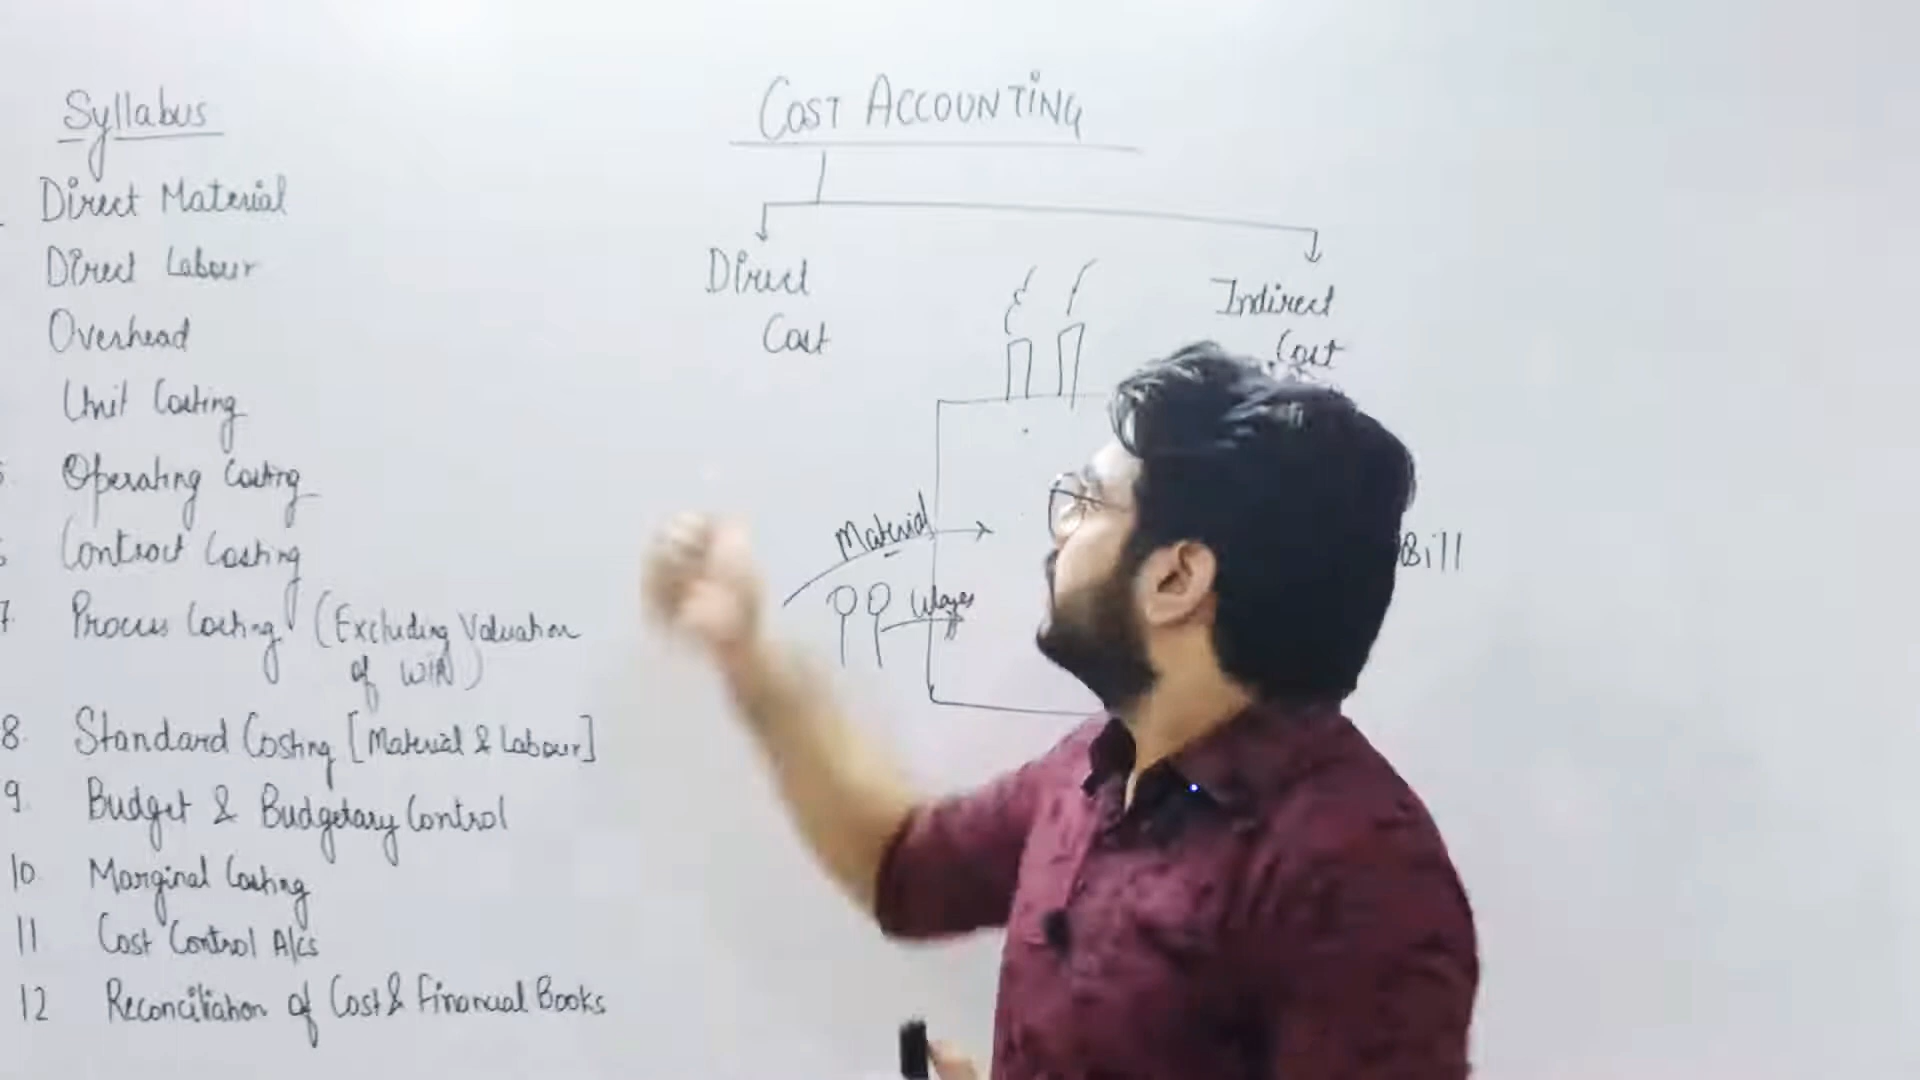 Syllabus
Direct Material
Direct Labour
Overhead
Unit Costing
Operating Costing
Contract Costing
7. Process Costing (Excluding Valuation
of WIP)
8. Standard Costing [Material & Labour]
9. Budget & Budgetary Control
10. Marginal Costing
11 Cost Control A/cs
12 Reconciliation of Cost & Financial Books
COST ACCOUNTING
Direct
Cost
Indirect
Cost
Material
Wages
Bill